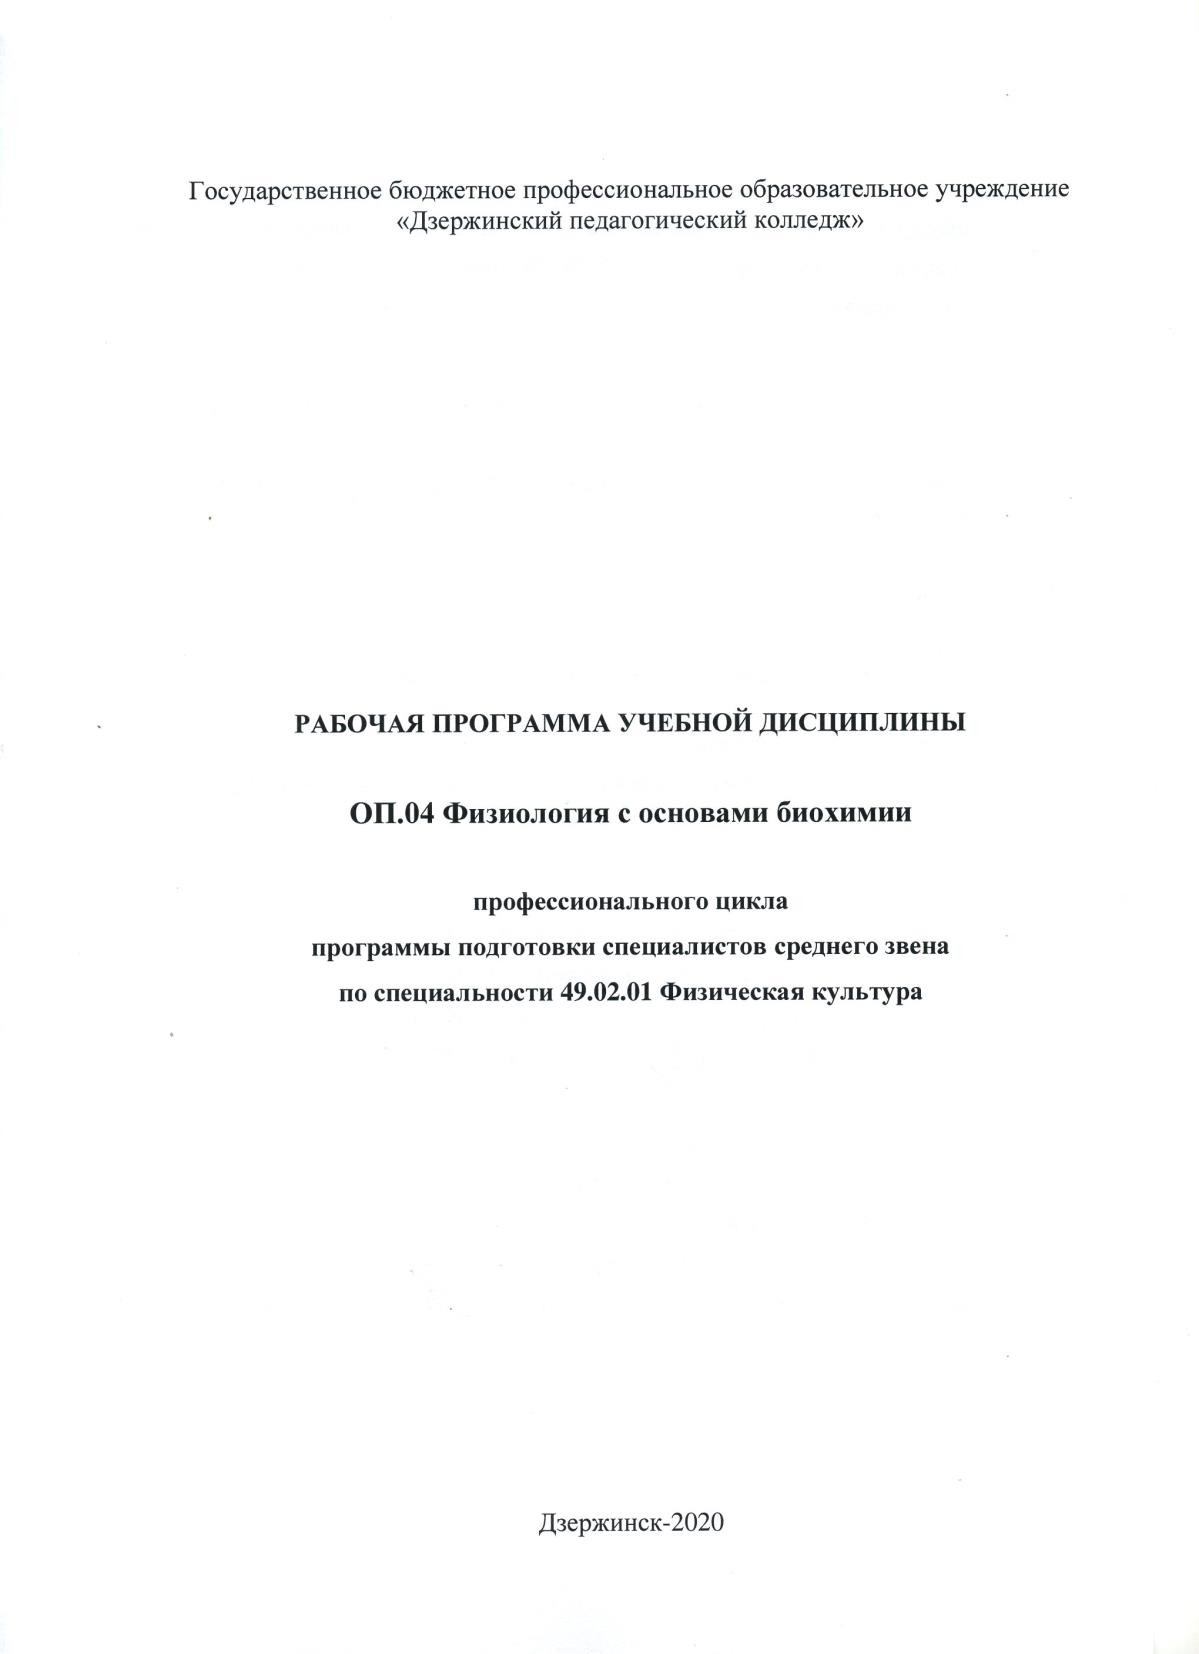 Государственное бюджетное профессиональное образовательное учреждение
«Дзержинский педагогический колледж»
РАБОЧАЯ ПРОГРАММА УЧЕБНОЙ ДИСЦИПЛИНЫ
ОП.04 Физиология с основами биохимии
профессионального цикла
программы подготовки специалистов среднего звена
по специальности 49.02.01 Физическая культура
Дзержинск-2020